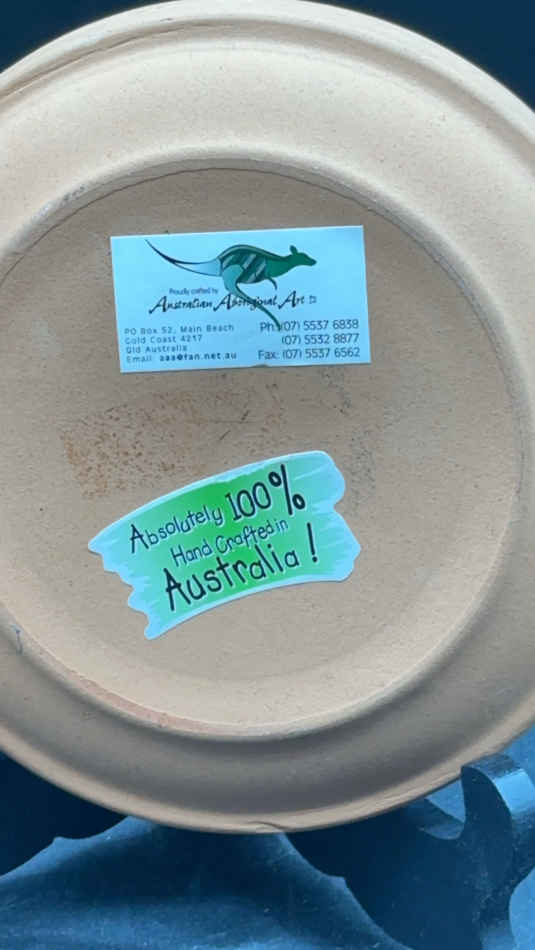 Proudly crafted by
Australian Aboriginal Art
PO Box 52, Main Beach
Gold Coast 4217
Qld Australia
Email: aaa@fan.net.au
Ph: (07) 5537 6838
(07) 5532 8877
Fax: (07) 5537 6562
Absolutely 100%
Hand Crafted in
Australia!